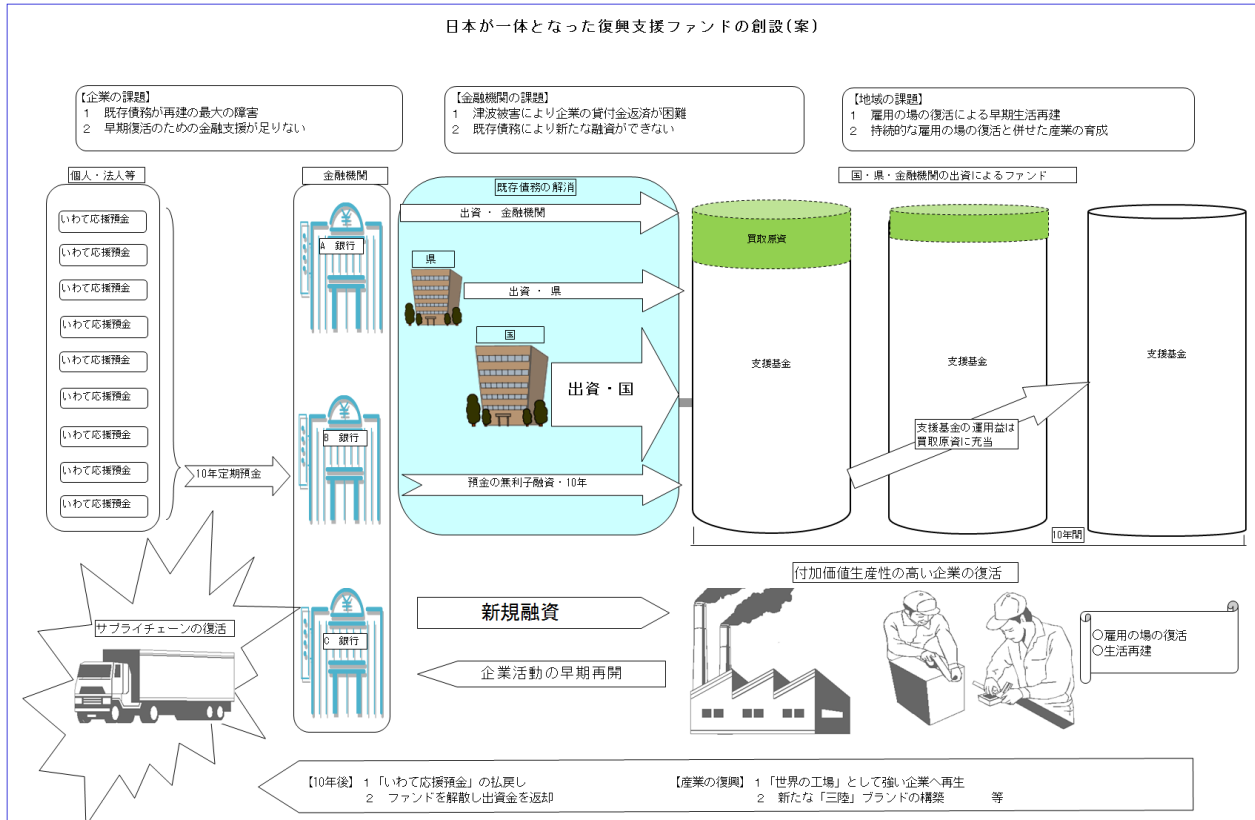 日本が一体となった復興支援ファンドの創設(案)
【企業の課題】
1　既存債務が再建の最大の障害
2　早期復活のための金融支援が足りない
【金融機関の課題】
1　津波被害により企業の貸付金返済が困難
2　既存債務により新たな融資ができない
【地域の課題】
1　雇用の場の復活による早期生活再建
2　持続的な雇用の場の復活と併せた産業の育成
個人・法人等
いわて応援預金
いわて応援預金
いわて応援預金
いわて応援預金
いわて応援預金
いわて応援預金
いわて応援預金
いわて応援預金
いわて応援預金
10年定期預金
金融機関
¥
A　銀行
¥
B　銀行
¥
C　銀行
既存債務の解消
出資 ・ 金融機関
県
出資 ・ 県
国
出資・国
預金の無利子融資・10年
国・県・金融機関の出資によるファンド
買取原資
支援基金
支援基金
支援基金
支援基金の運用益は
買取原資に充当
10年間
サプライチェーンの復活
新規融資
企業活動の早期再開
付加価値生産性の高い企業の復活
○雇用の場の復活
○生活再建
【10年後】 1 「いわて応援預金」の払戻し
2　ファンドを解散し出資金を返却
【産業の復興】 1 「世界の工場」として強い企業へ再生
2　新たな「三陸」ブランドの構築　　等